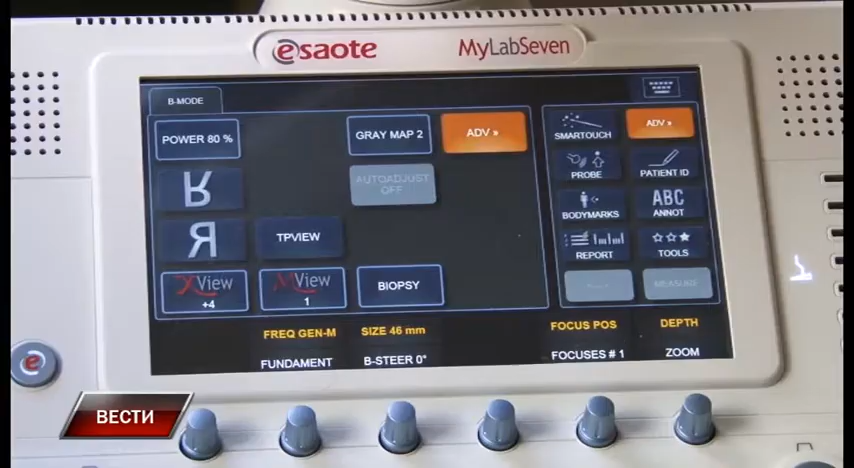 esaote MyLabSeven
B-MODE
POWER 80 %
GRAY MAP 2
ADV »
AUTOADJUST
OFF
R
R
TPVIEW
XView
+4
MView
1
BIOPSY
SMARTOUCH
ADV »
PROBE
PATIENT ID
BODYMARKS
ABC
ANNOT
REPORT
TOOLS
MEASURE
FREQ GEN-M
SIZE 46 mm
FOCUS POS
DEPTH
FUNDAMENT
B-STEER 0°
FOCUSES # 1
ZOOM
e
ВЕСТИ